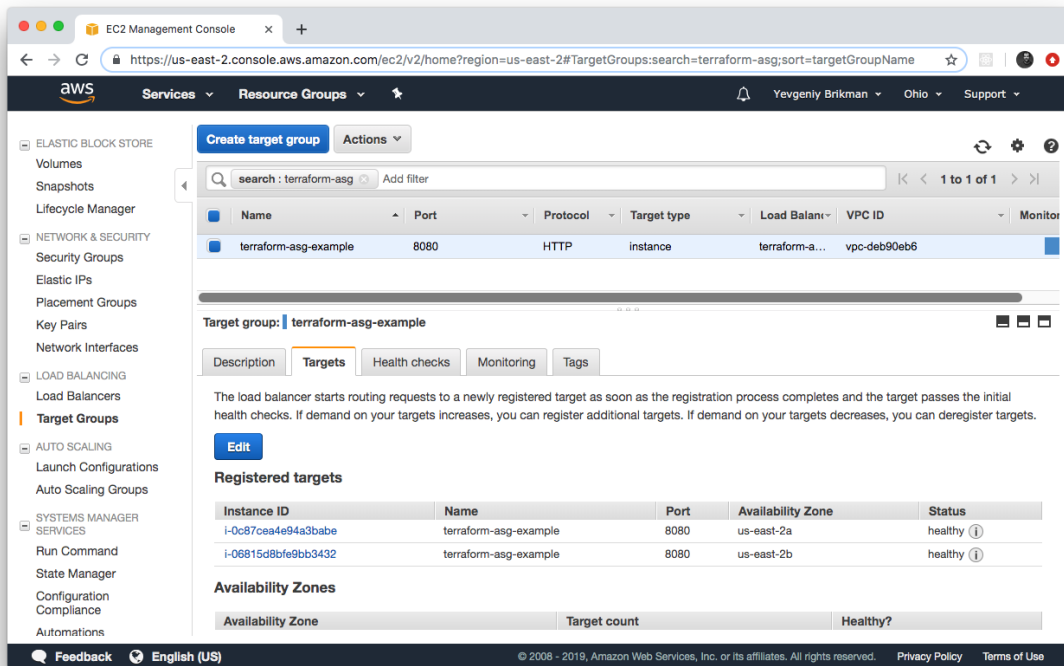 EC2 Management Console
https://us-east-2.console.aws.amazon.com/ec2/v2/home?region=us-east-2#TargetGroups:search=terraform-asg;sort=targetGroupName
aws Services Resource Groups Yevgeniy Brikman Ohio Support
ELASTIC BLOCK STORE
Volumes
Snapshots
Lifecycle Manager
NETWORK & SECURITY
Security Groups
Elastic IPs
Placement Groups
Key Pairs
Network Interfaces
LOAD BALANCING
Load Balancers
Target Groups
AUTO SCALING
Launch Configurations
Auto Scaling Groups
SYSTEMS MANAGER
SERVICES
Run Command
State Manager
Configuration
Compliance
Automations
Create target group Actions
search : terraform-asg Add filter 1 to 1 of 1
Name Port Protocol Target type Load Balanc VPC ID Monitor
terraform-asg-example 8080 HTTP instance terraform-a... vpc-deb90eb6
Target group: terraform-asg-example
Description Targets Health checks Monitoring Tags
The load balancer starts routing requests to a newly registered target as soon as the registration process completes and the target passes the initial
health checks. If demand on your targets increases, you can register additional targets. If demand on your targets decreases, you can deregister targets.
Edit
Registered targets
Instance ID Name Port Availability Zone Status
i-0c87cea4e94a3babe terraform-asg-example 8080 us-east-2a healthy
i-06815d8bfe9bb3432 terraform-asg-example 8080 us-east-2b healthy
Availability Zones
Availability Zone Target count Healthy?
Feedback English (US) © 2008 - 2019, Amazon Web Services, Inc. or its affiliates. All rights reserved. Privacy Policy Terms of Use